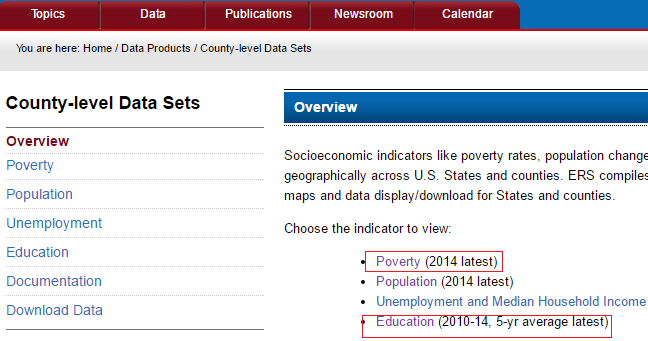 Topics Data Publications Newsroom Calendar
You are here: Home / Data Products / County-level Data Sets
County-level Data Sets
Overview
Poverty
Population
Unemployment
Education
Documentation
Download Data
Overview
Socioeconomic indicators like poverty rates, population change
geographically across U.S. States and counties. ERS compiles
maps and data display/download for States and counties.
Choose the indicator to view:
• Poverty (2014 latest)
• Population (2014 latest)
• Unemployment and Median Household Income
• Education (2010-14, 5-yr average latest)